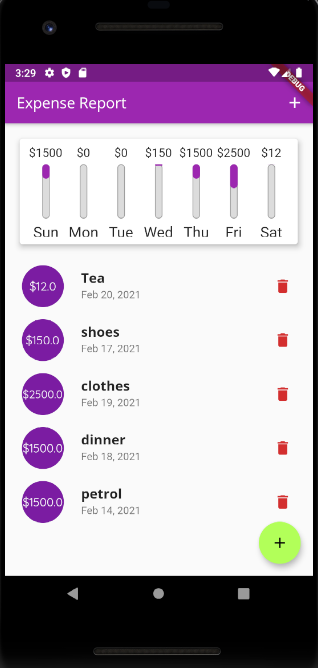 3:29
DEBUG
Expense Report +
$1500 $0 $0 $150 $1500 $2500 $12
Sun Mon Tue Wed Thu Fri Sat
$12.0
Tea
Feb 20, 2021
$150.0
shoes
Feb 17, 2021
$2500.0
clothes
Feb 19, 2021
$1500.0
dinner
Feb 18, 2021
$1500.0
petrol
Feb 14, 2021
+